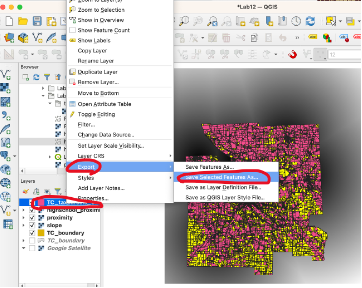 *Lab12 — QGIS
Zoom to Layer(s)
Zoom to Selection
Show in Overview
Show Feature Count
Show Labels
Copy Layer
Rename Layer
Duplicate Layer
Remove Layer...
Move to Bottom
Open Attribute Table
Toggle Editing
Filter...
Change Data Source...
Set Layer Scale Visibility...
Layer CRS
Export
Styles
Add Layer Notes...
Properties...
Save Features As...
Save Selected Features As...
Save as Layer Definition File...
Save as QGIS Layer Style File...
Browser
Layers
proximity
slope
TC_boundary
TC_boundary
Google Satellite